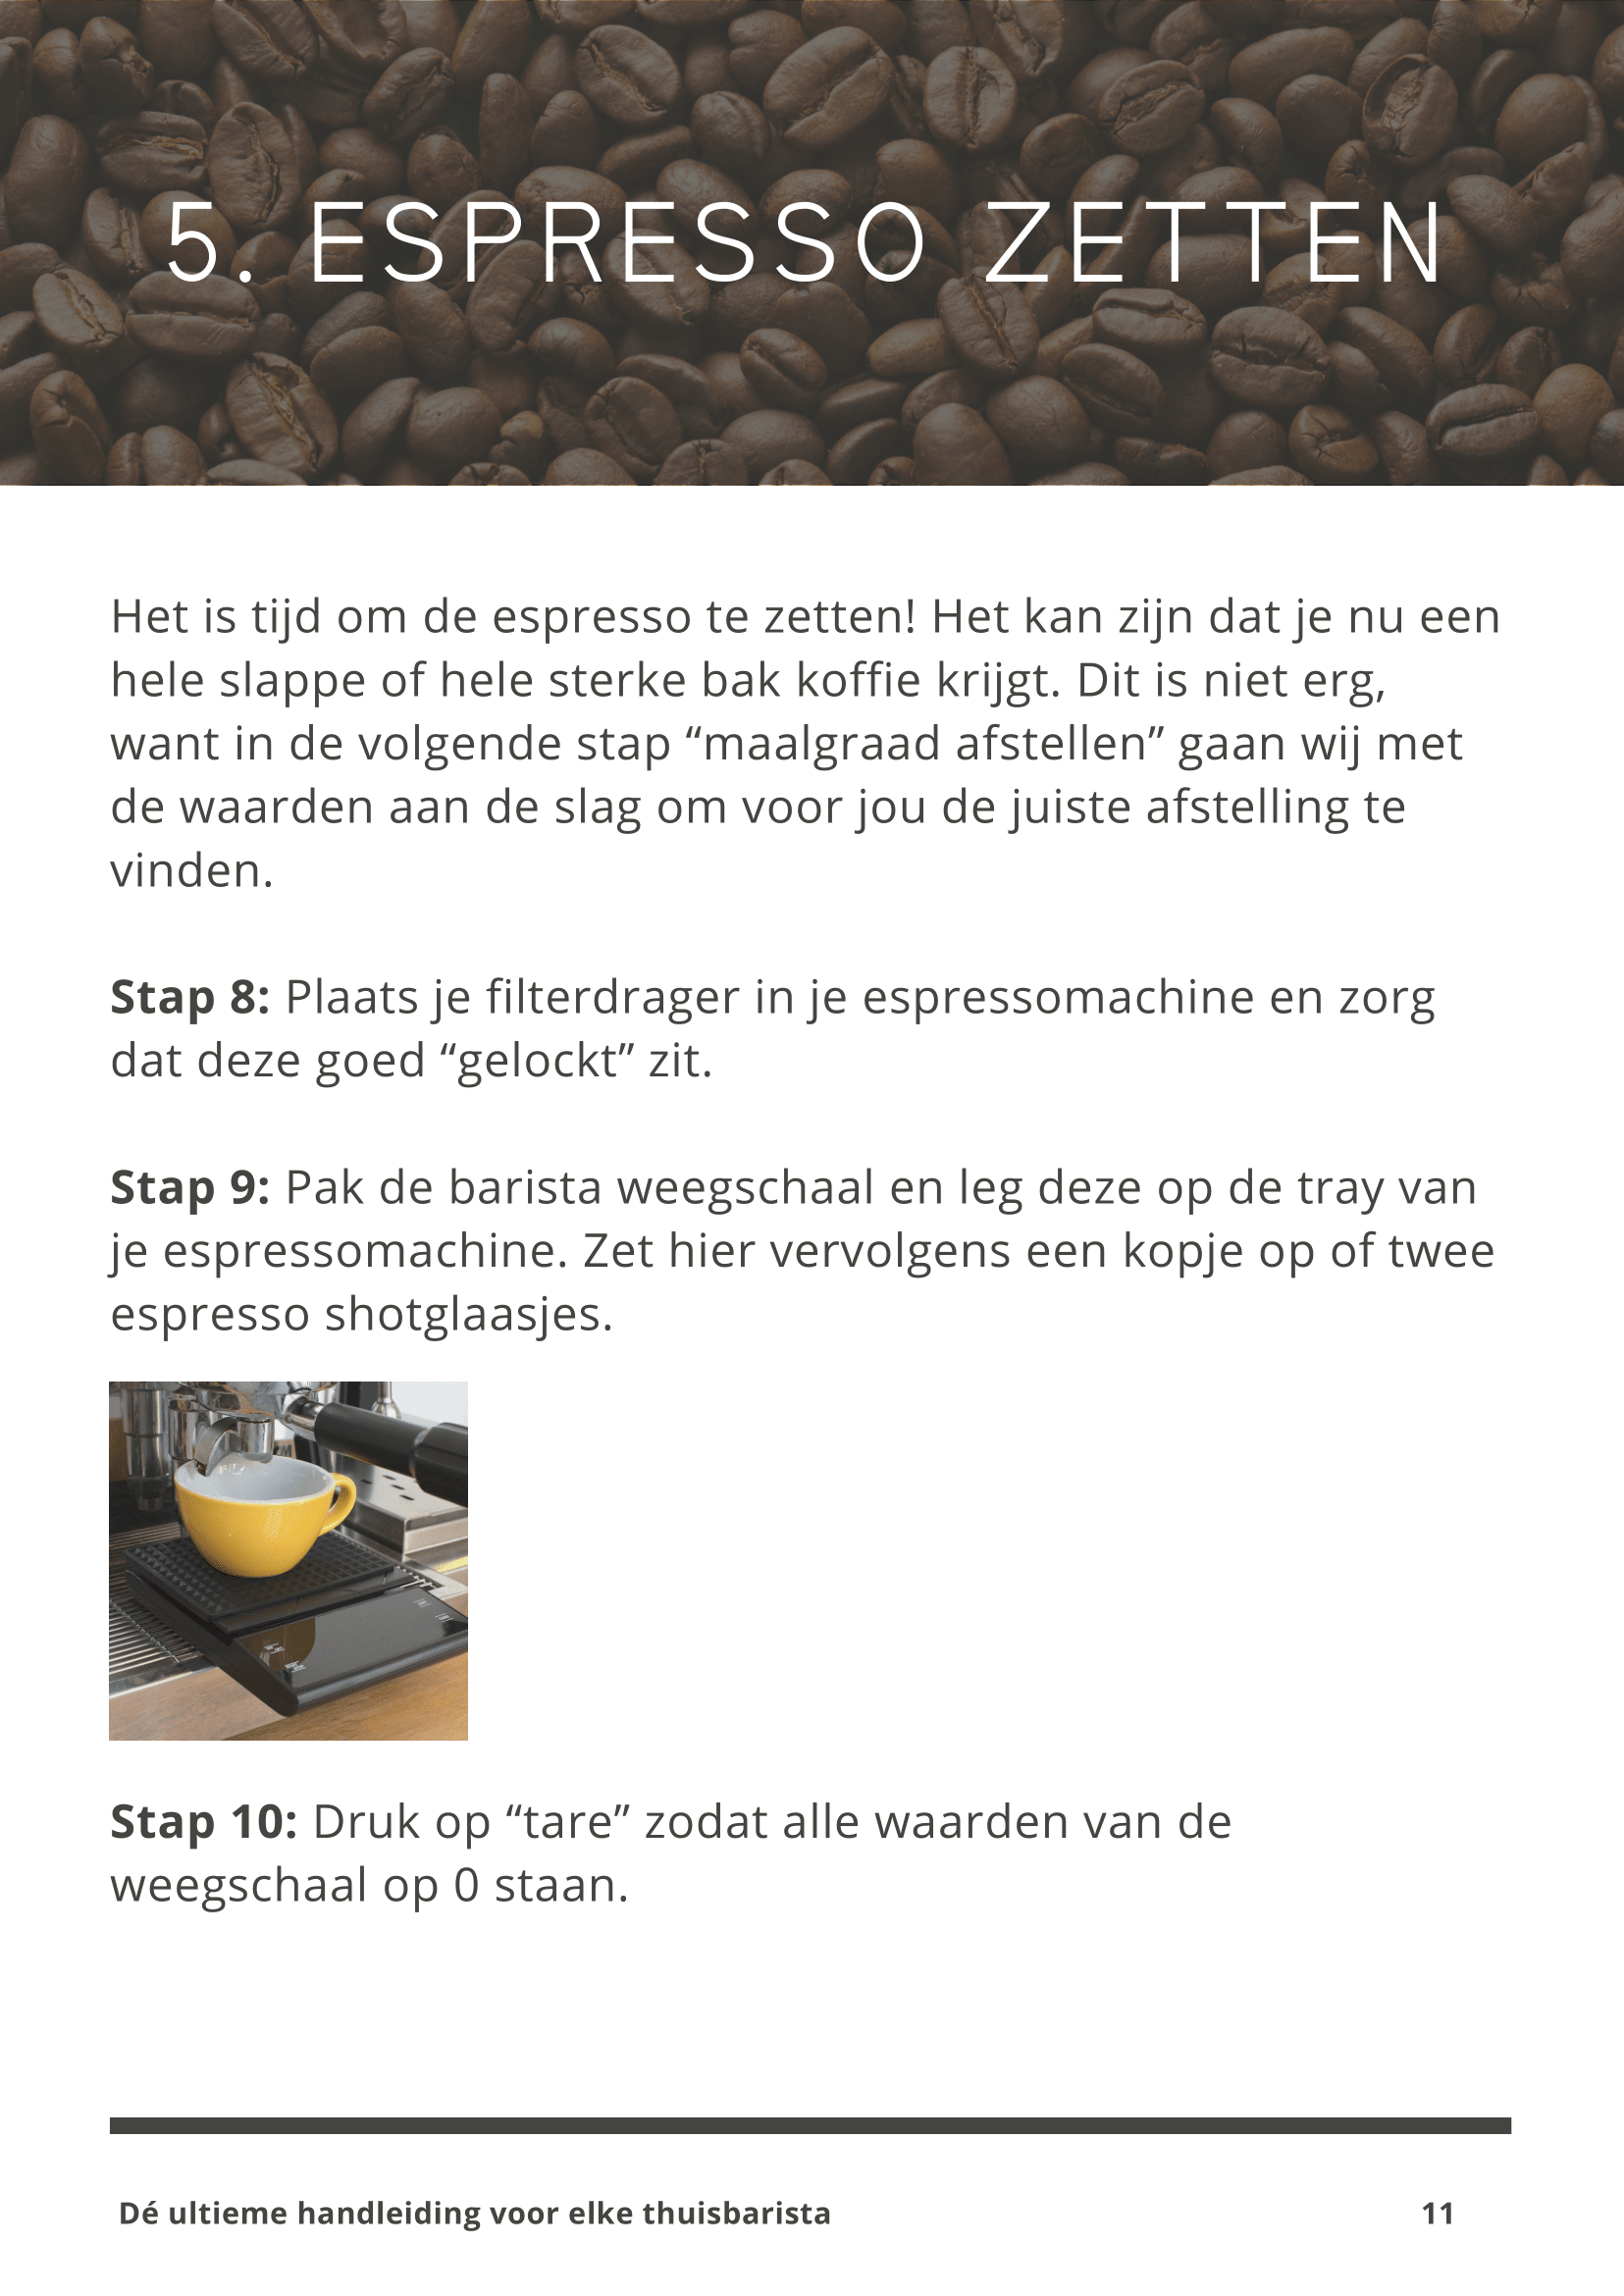 5. ESPRESSO ZETTEN
Het is tijd om de espresso te zetten! Het kan zijn dat je nu een
hele slappe of hele sterke bak koffie krijgt. Dit is niet erg,
want in de volgende stap “maalgraad afstellen” gaan wij met
de waarden aan de slag om voor jou de juiste afstelling te
vinden.
Stap 8: Plaats je filterdrager in je espressomachine en zorg
dat deze goed “gelockt” zit.
Stap 9: Pak de barista weegschaal en leg deze op de tray van
je espressomachine. Zet hier vervolgens een kopje op of twee
espresso shotglaasjes.
Stap 10: Druk op “tare” zodat alle waarden van de
weegschaal op 0 staan.
Dé ultieme handleiding voor elke thuisbarista
11